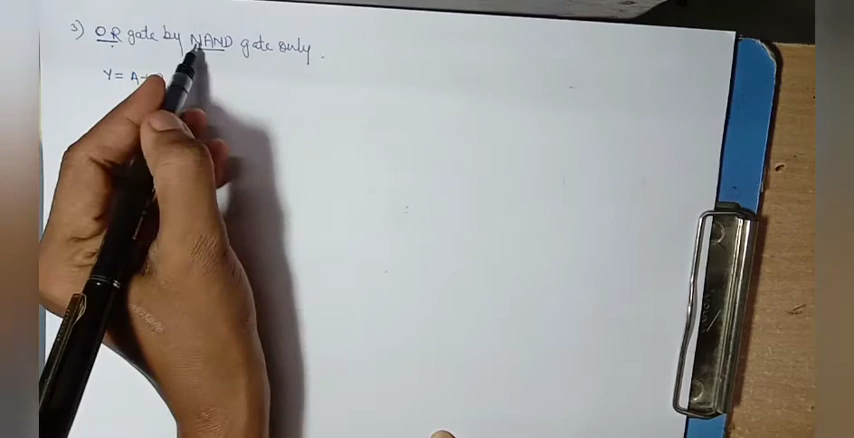 3) OR gate by NAND gate only.
Y = A+